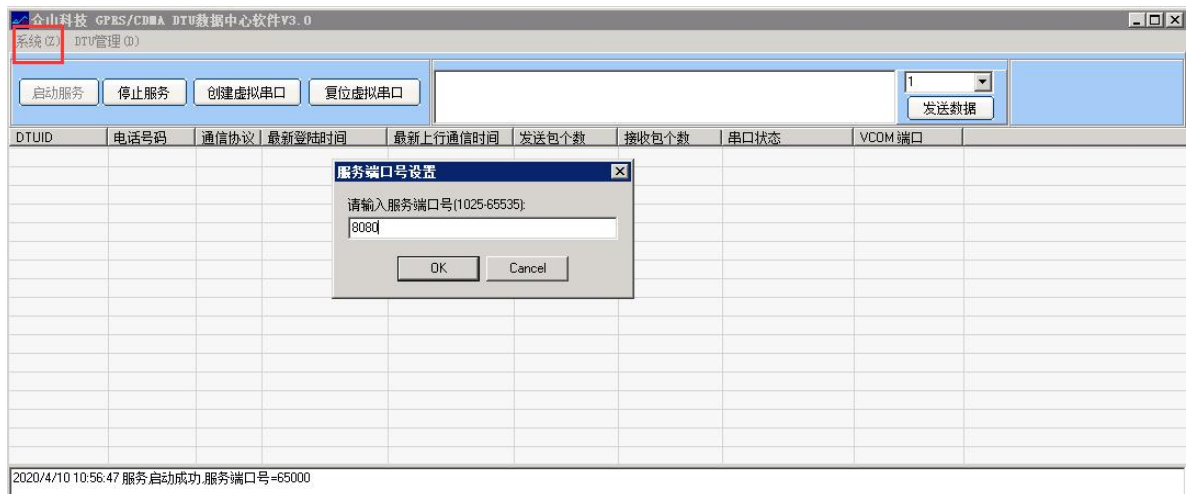 众山科技 GPRS/CDMA DTU数据中心软件V3.0
系统(Z) DTU管理(D)
启动服务 停止服务 创建虚拟串口 复位虚拟串口 1
发送数据
DTUID 电话号码 通信协议 最新登陆时间 最新上行通信时间 发送包个数 接收包个数 串口状态 VCOM端口
服务端口号设置
请输入服务端口号(1025-65535):
8080
OK Cancel
2020/4/10 10:56:47 服务启动成功,服务端口号=65000